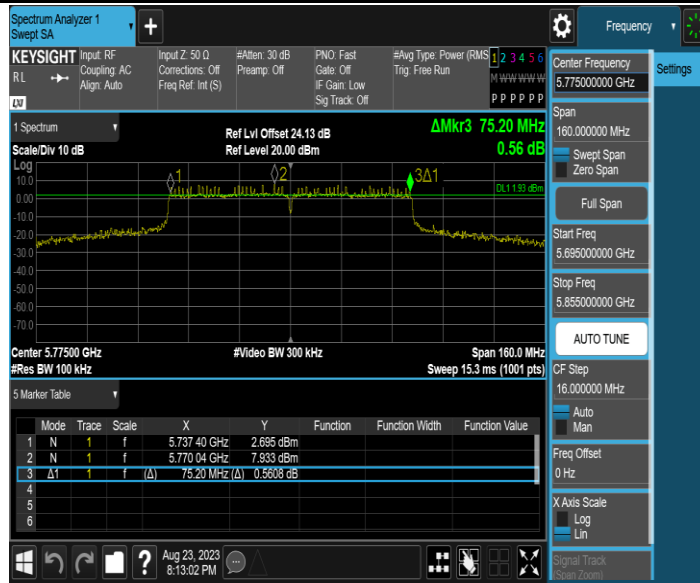 Spectrum Analyzer 1
Swept SA
Frequency
KEYSIGHT Input: RF Input Z: 50 Ω #Atten: 30 dB PNO: Fast #Avg Type: Power (RMS 1 2 3 4 5 6
RL Coupling: AC Corrections: Off Preamp: Off Gate: Off Trig: Free Run M W W W W W
Align: Auto Freq Ref: Int (S) IF Gain: Low
Sig Track: Off P P P P P P
LXI
1 Spectrum
Ref Lvl Offset 24.13 dB ΔMkr3 75.20 MHz
Scale/Div 10 dB Ref Level 20.00 dBm 0.56 dB
Log
1
2
3Δ1
DL1 1.93 dBm
10.0
0.00
-10.0
-20.0
-30.0
-40.0
-50.0
-60.0
-70.0
Center 5.77500 GHz #Video BW 300 kHz Span 160.0 MHz
#Res BW 100 kHz Sweep 15.3 ms (1001 pts)
5 Marker Table
Mode Trace Scale X Y Function Function Width Function Value
1 N 1 f 5.737 40 GHz 2.695 dBm
2 N 1 f 5.770 04 GHz 7.933 dBm
3 Δ1 1 f (Δ) 75.20 MHz (Δ) 0.5608 dB
4
5
6
Aug 23, 2023
8:13:02 PM
Center Frequency
5.775000000 GHz
Settings
Span
160.000000 MHz
Swept Span
Zero Span
Full Span
Start Freq
5.695000000 GHz
Stop Freq
5.855000000 GHz
AUTO TUNE
CF Step
16.000000 MHz
Auto
Man
Freq Offset
0 Hz
X Axis Scale
Log
Lin
Signal Track
(Span Zoom)